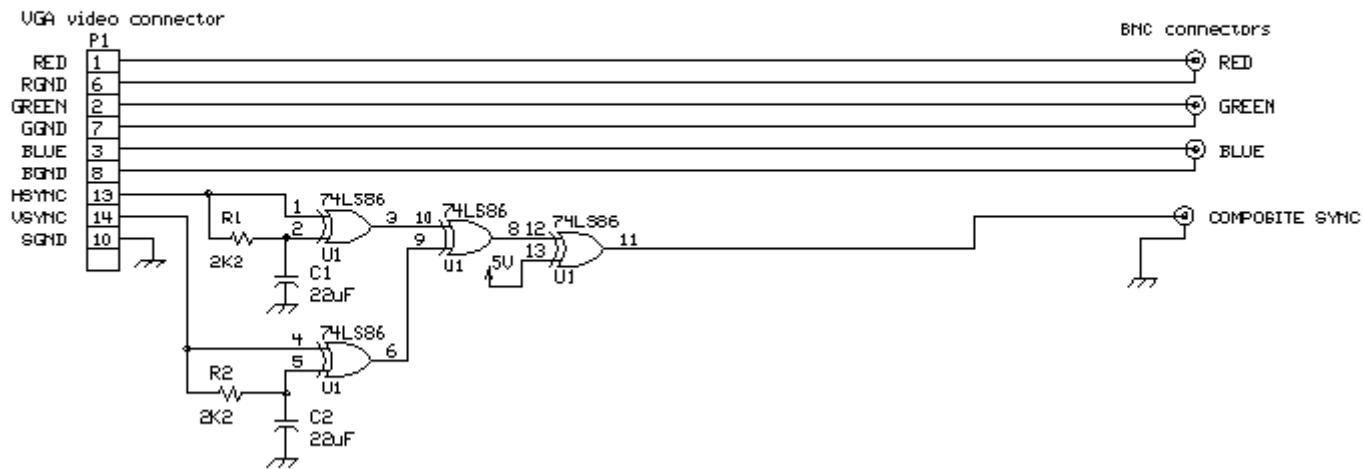 VGA video connector
P1
BNC connectors
RED 1 RED
RGND 6
GREEN 2 GREEN
GGND 7
BLUE 3 BLUE
BGND 8
HSYNC 13
VSYNC 14
SGND 10
R1
2K2
C1
22uF
1
2
74LS86
3
U1
10
9
74LS86
8
U1
12
13
74LS86
11
U1
5V
COMPOSITE SYNC
4
5
74LS86
6
U1
R2
2K2
C2
22uF